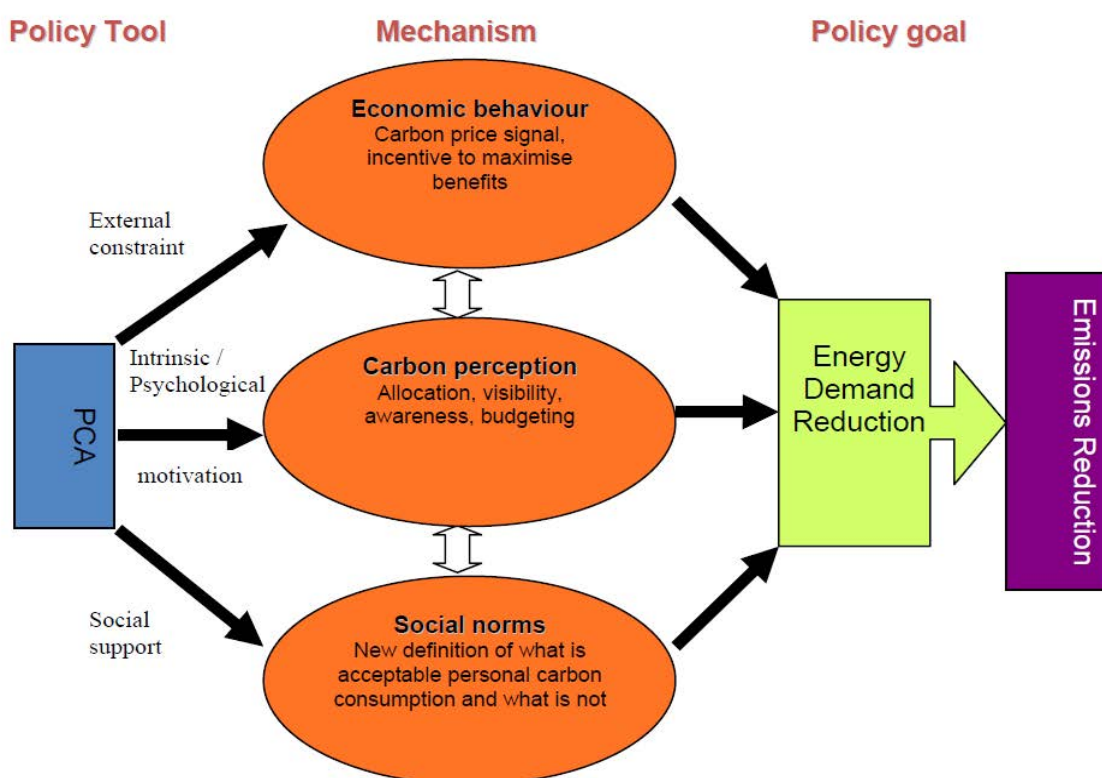 Policy Tool
Mechanism
Policy goal
Economic behaviour
Carbon price signal,
incentive to maximise
benefits
External
constraint
Intrinsic /
Psychological
motivation
Carbon perception
Allocation, visibility,
awareness, budgeting
PCA
Social
support
Social norms
New definition of what is
acceptable personal carbon
consumption and what is not
Energy
Demand
Reduction
Emissions Reduction